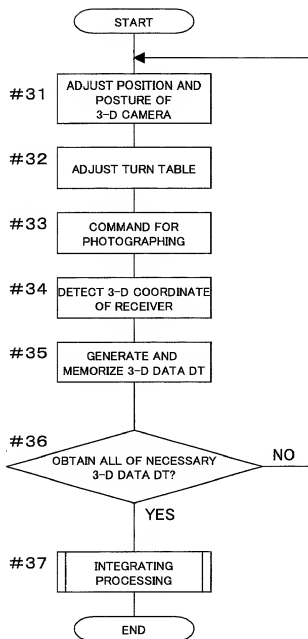 START
#31
ADJUST POSITION AND
POSTURE OF
3-D CAMERA
#32
ADJUST TURN TABLE
#33
COMMAND FOR
PHOTOGRAPHING
#34
DETECT 3-D COORDINATE
OF RECEIVER
#35
GENERATE AND
MEMORIZE 3-D DATA DT
#36
OBTAIN ALL OF NECESSARY
3-D DATA DT?
NO
YES
#37
INTEGRATING
PROCESSING
END